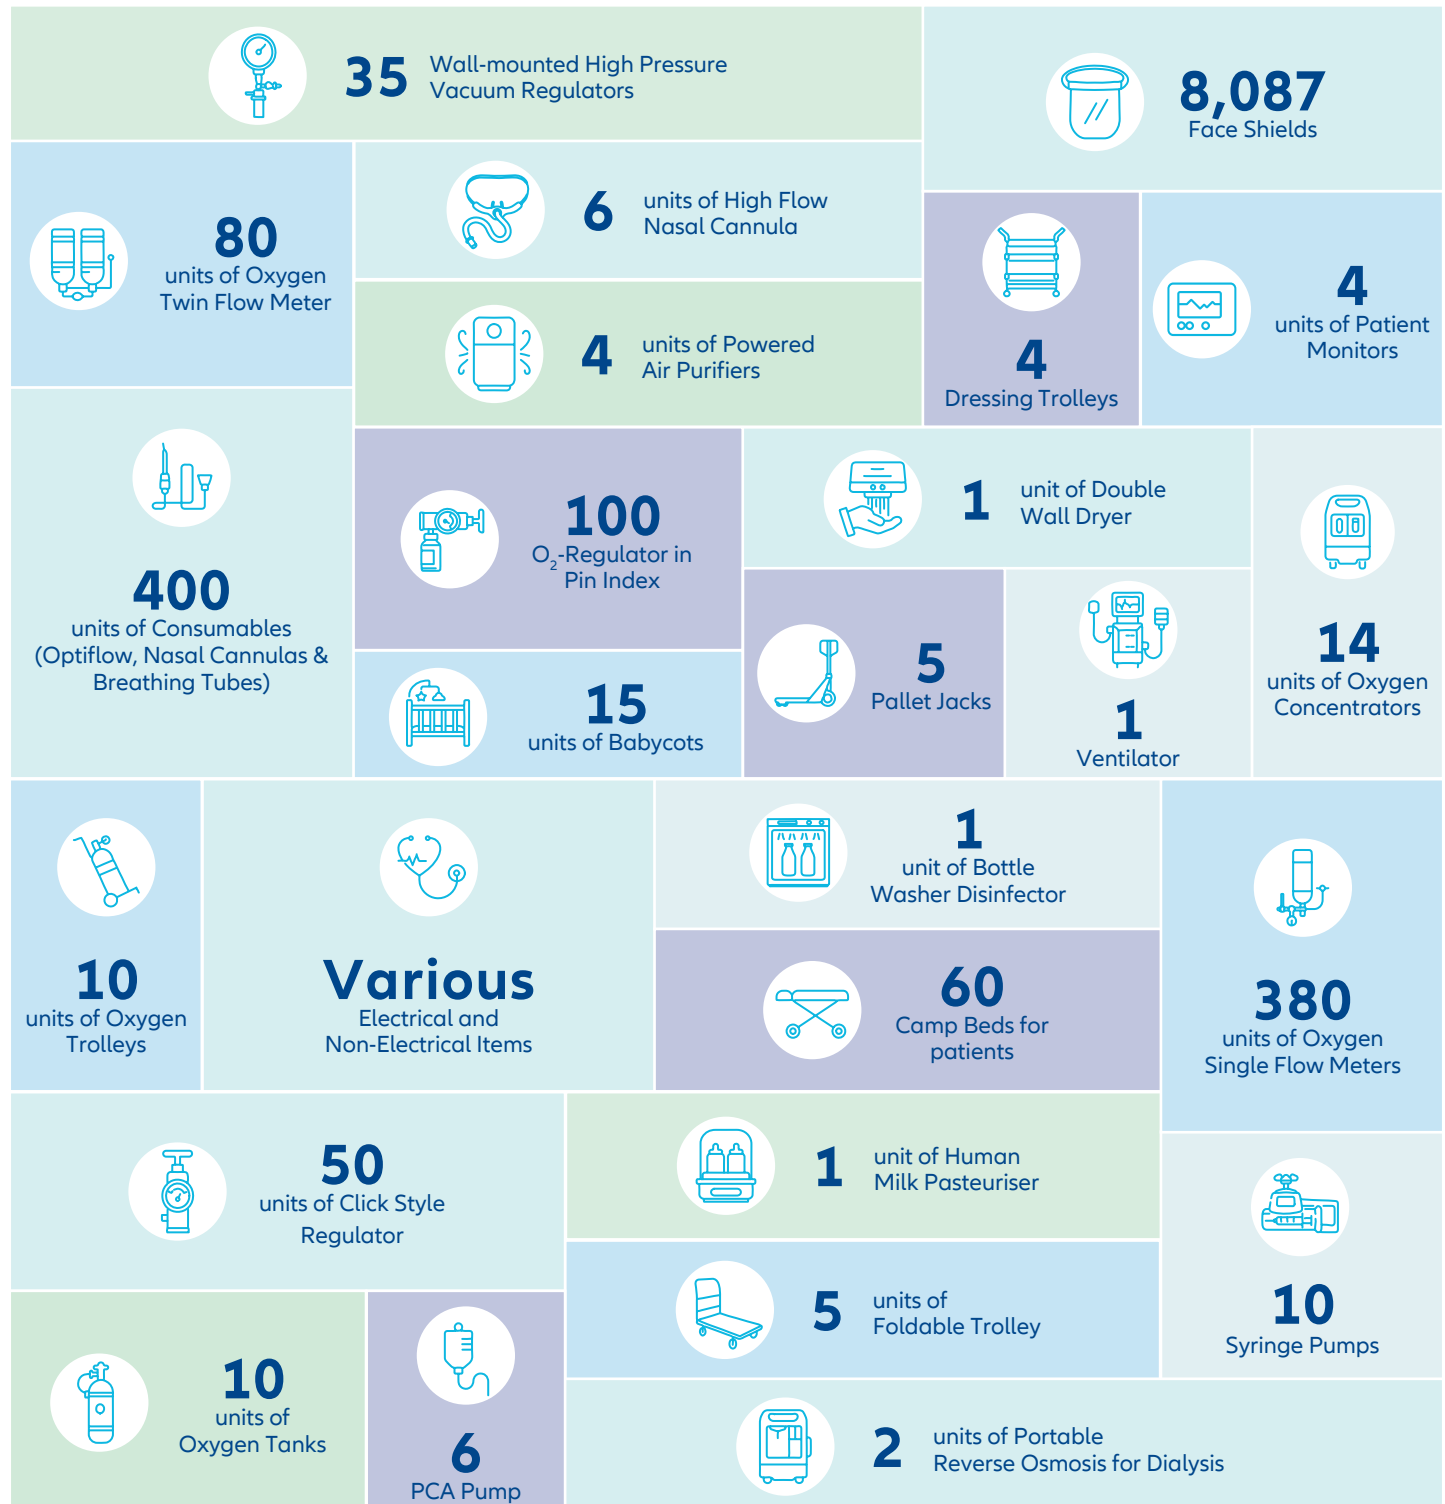 35
Wall-mounted High Pressure
Vacuum Regulators
8,087
Face Shields
80
units of Oxygen
Twin Flow Meter
6
units of High Flow
Nasal Cannula
4
units of Powered
Air Purifiers
4
Dressing Trolleys
4
units of Patient
Monitors
400
units of Consumables
(Optiflow, Nasal Cannulas &
Breathing Tubes)
100
O₂-Regulator in
Pin Index
1
unit of Double
Wall Dryer
14
units of Oxygen
Concentrators
15
units of Babycots
5
Pallet Jacks
1
Ventilator
10
units of Oxygen
Trolleys
Various
Electrical and
Non-Electrical Items
1
unit of Bottle
Washer Disinfector
60
Camp Beds for
patients
380
units of Oxygen
Single Flow Meters
50
units of Click Style
Regulator
1
unit of Human
Milk Pasteuriser
5
units of
Foldable Trolley
10
Syringe Pumps
10
units of
Oxygen Tanks
6
PCA Pump
2
units of Portable
Reverse Osmosis for Dialysis